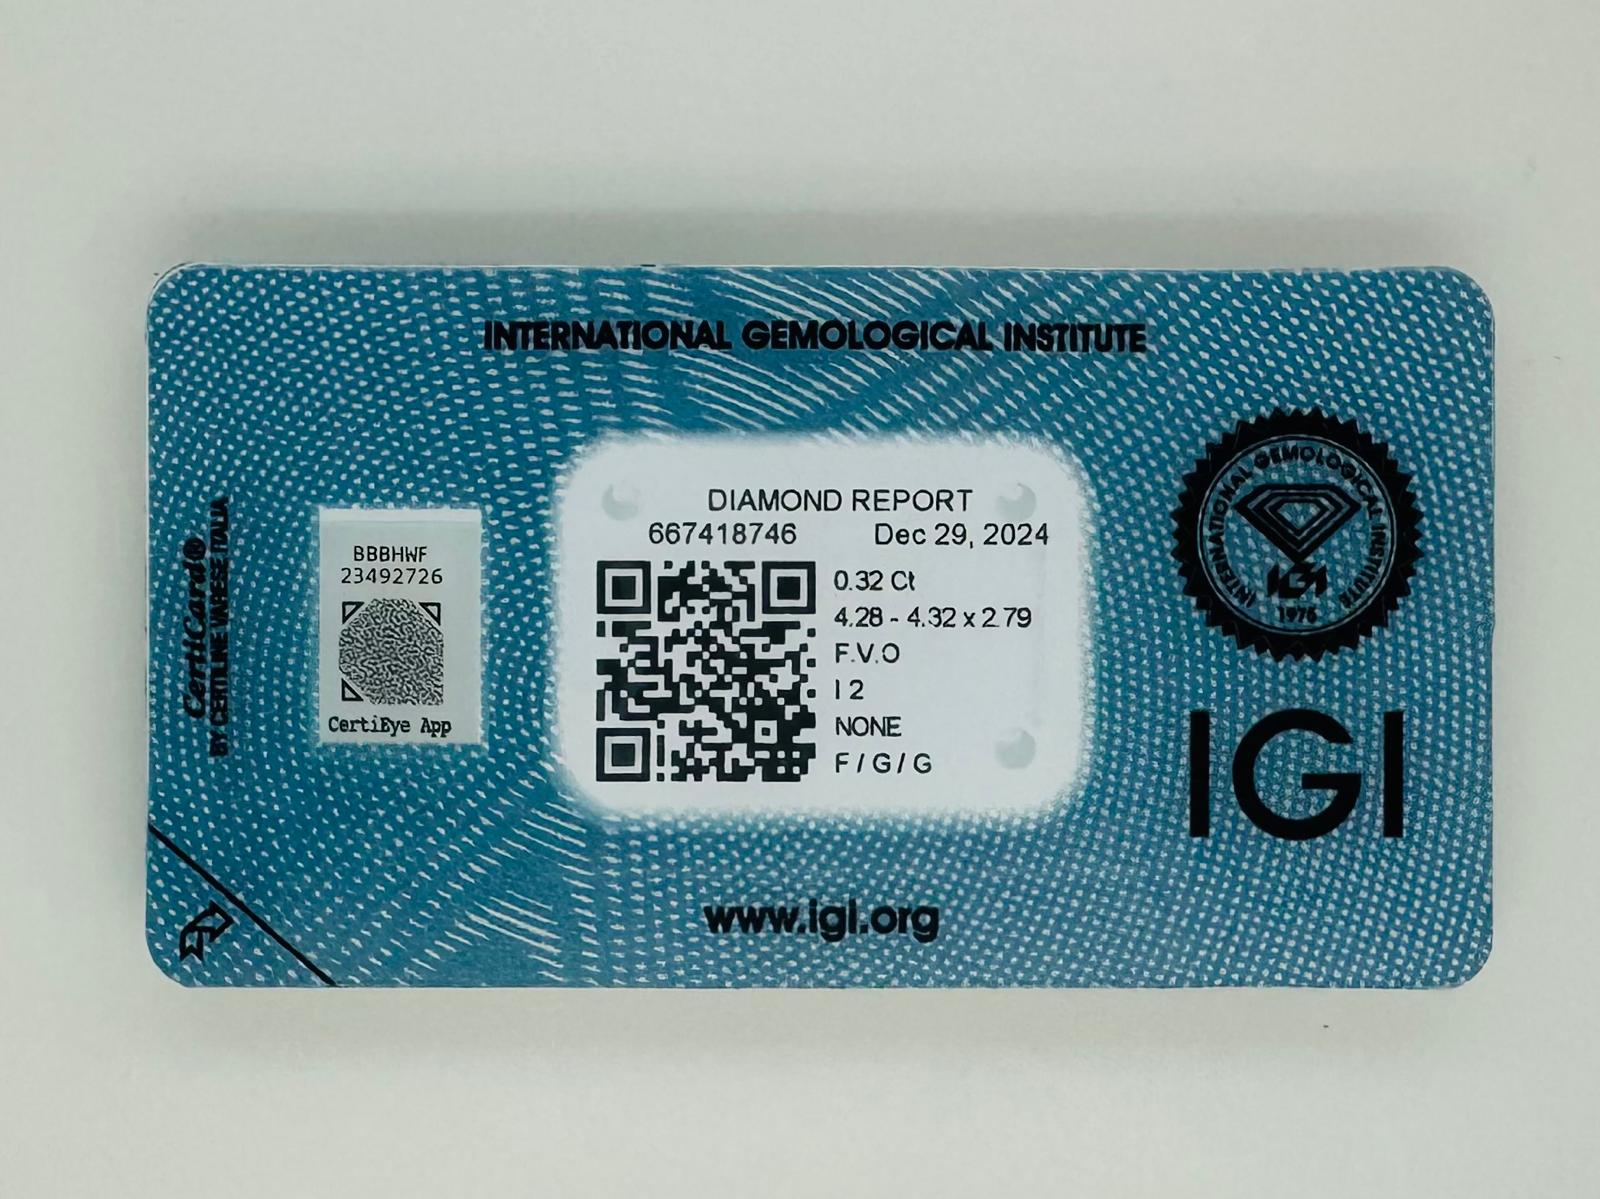 INTERNATIONAL GEMOLOGICAL INSTITUTE
CertiCard®
BY CERTILINE VARESE ITALIA
BBBHWF
23492726
CertiEye App
DIAMOND REPORT
667418746 Dec 29, 2024
0.32 Ct
4.28 - 4.32 x 2.79
F.V.O
I 2
NONE
F / G / G
INTERNATIONAL GEMOLOGICAL INSTITUTE
IGI
1975
IGI
www.igi.org